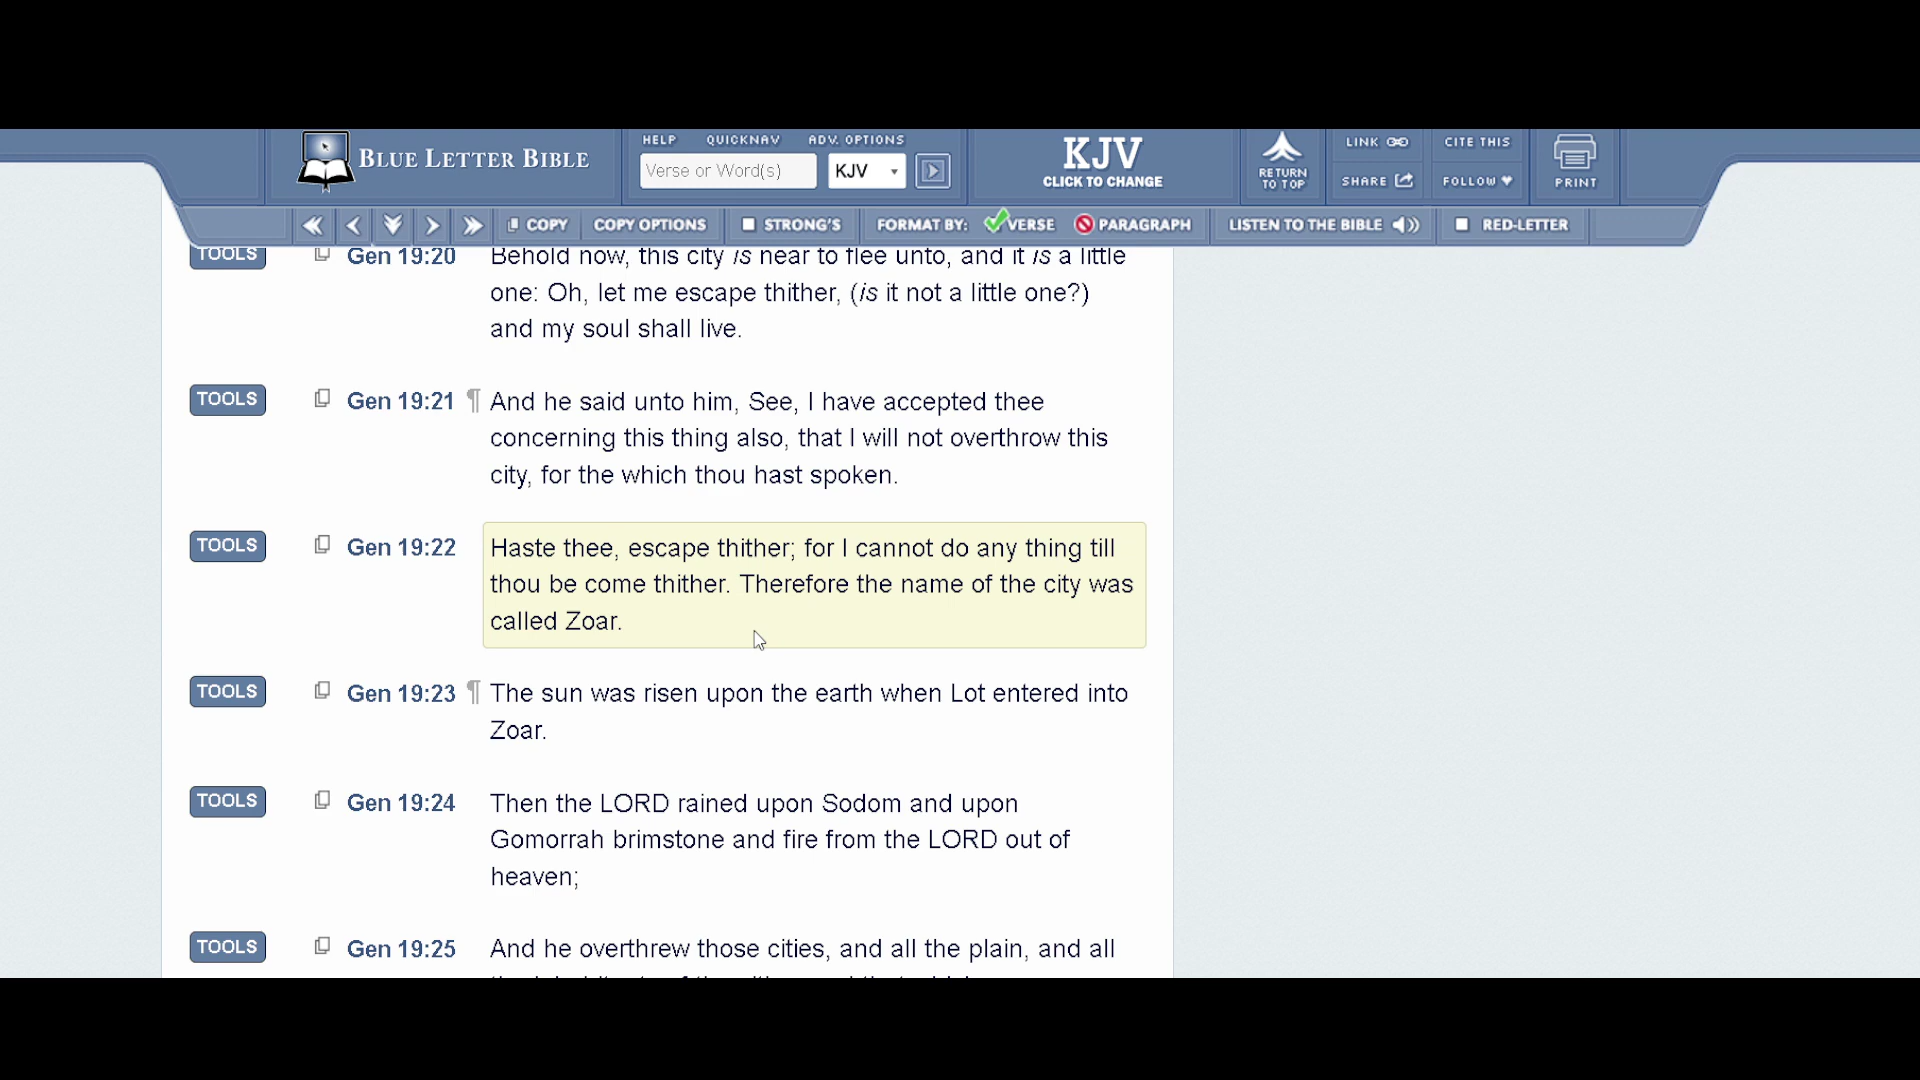 HELP QUICKNAV ADV. OPTIONS
BLUE LETTER BIBLE
Verse or Word(s) KJV
KJV
CLICK TO CHANGE
RETURN
TO TOP
LINK
SHARE
CITE THIS
FOLLOW
PRINT
COPY COPY OPTIONS STRONG'S FORMAT BY: VERSE PARAGRAPH LISTEN TO THE BIBLE RED-LETTER
TOOLS Gen 19:20 Behold now, this city is near to flee unto, and it is a little
one: Oh, let me escape thither, (is it not a little one?)
and my soul shall live.
TOOLS Gen 19:21 ¶ And he said unto him, See, I have accepted thee
concerning this thing also, that I will not overthrow this
city, for the which thou hast spoken.
TOOLS Gen 19:22 Haste thee, escape thither; for I cannot do any thing till
thou be come thither. Therefore the name of the city was
called Zoar.
TOOLS Gen 19:23 ¶ The sun was risen upon the earth when Lot entered into
Zoar.
TOOLS Gen 19:24 Then the LORD rained upon Sodom and upon
Gomorrah brimstone and fire from the LORD out of
heaven;
TOOLS Gen 19:25 And he overthrew those cities, and all the plain, and all